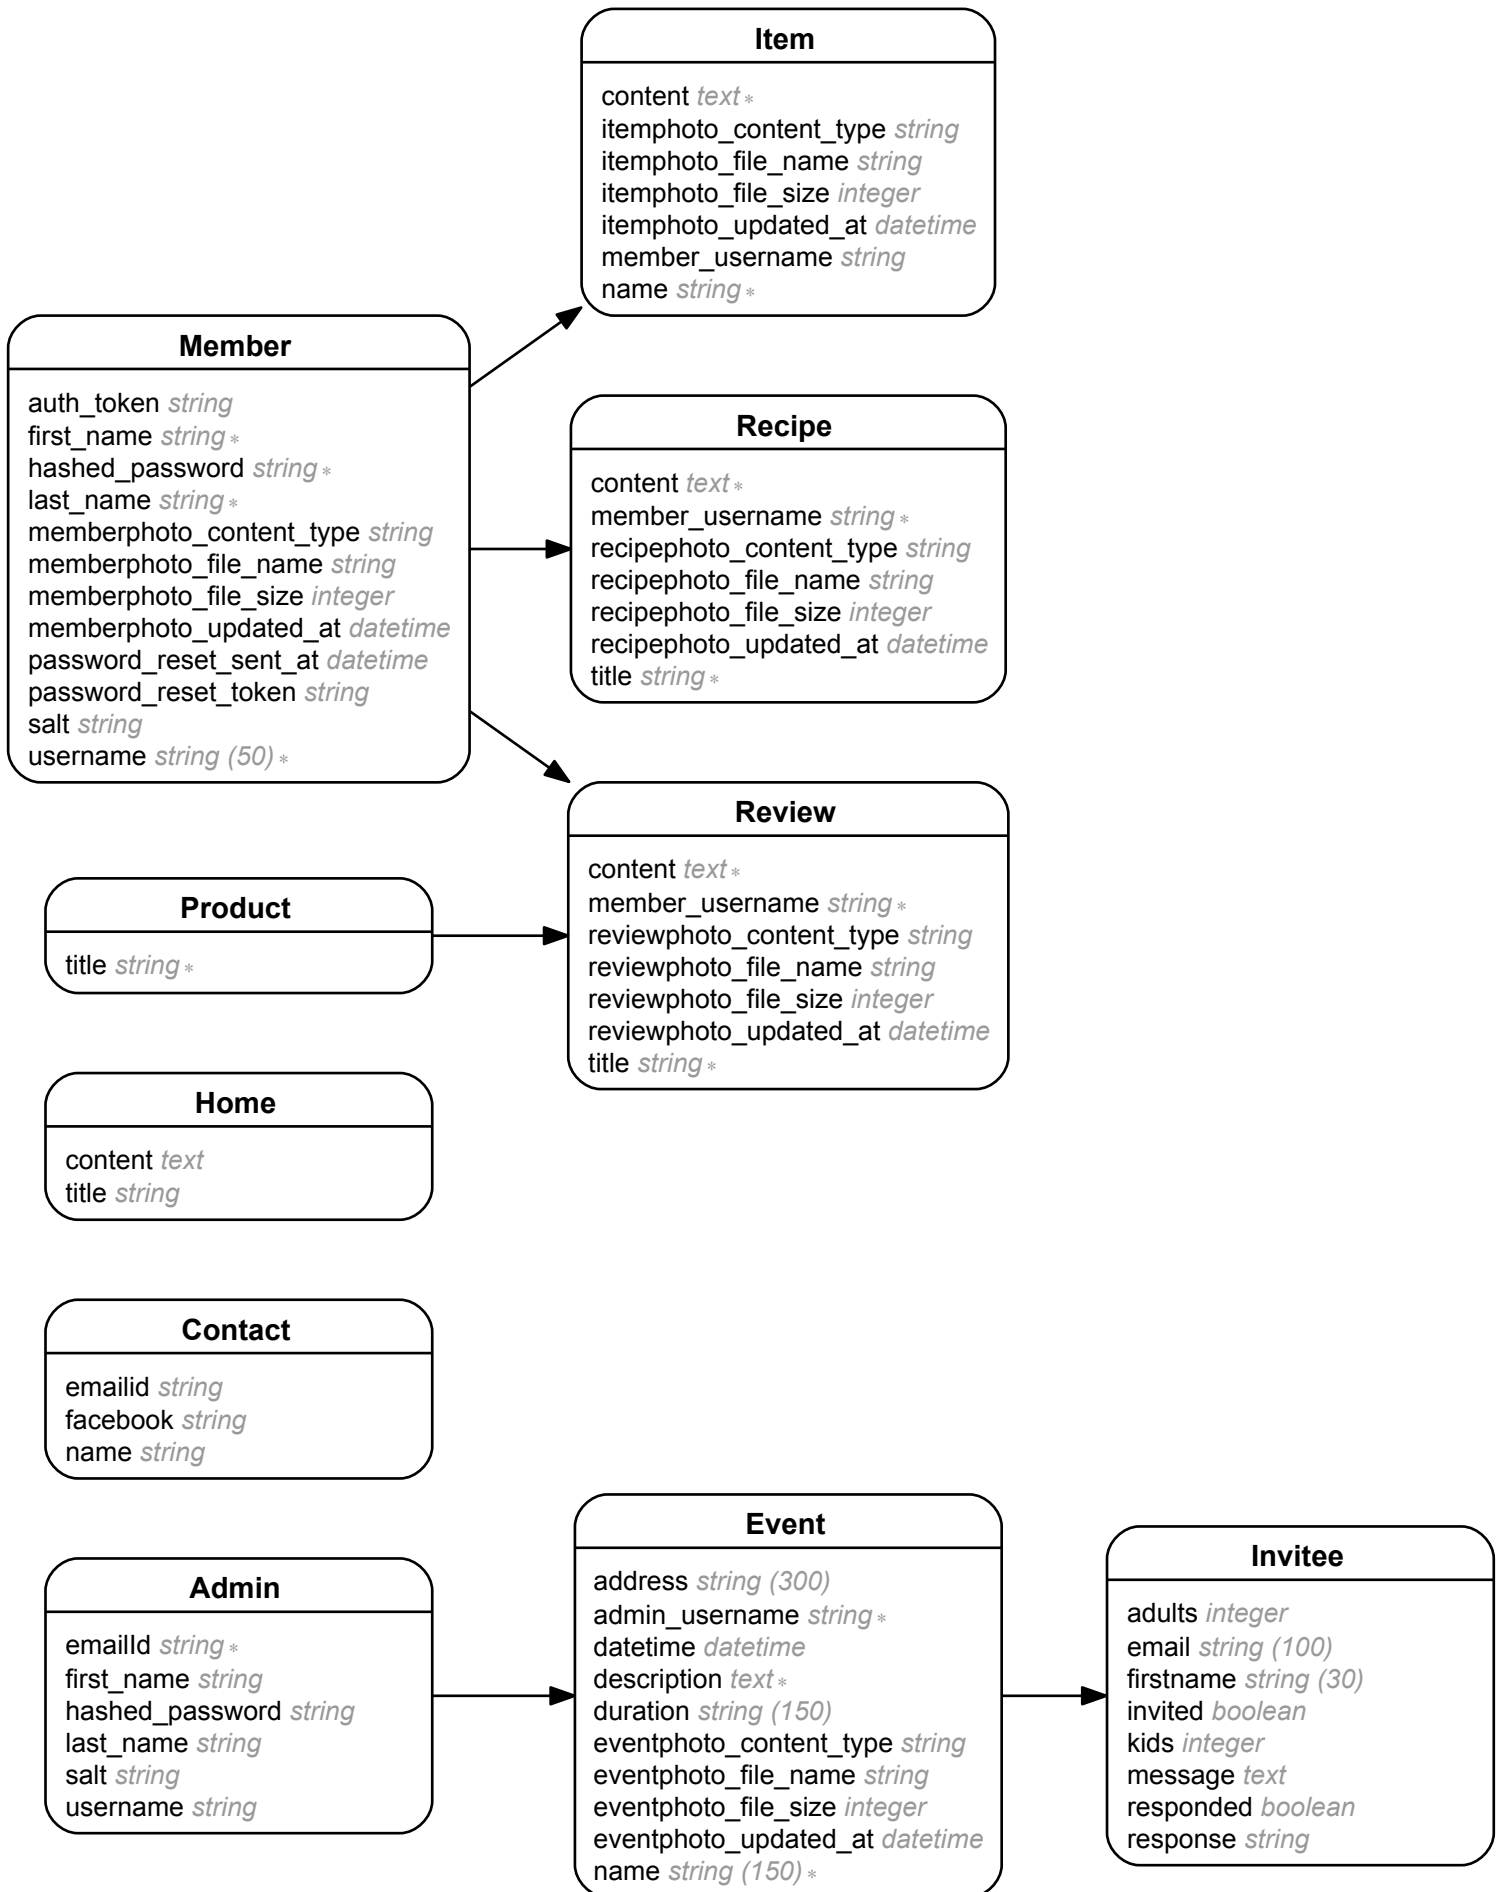 Item
content text *
itemphoto_content_type string
itemphoto_file_name string
itemphoto_file_size integer
itemphoto_updated_at datetime
member_username string
name string *
Member
auth_token string
first_name string *
hashed_password string *
last_name string *
memberphoto_content_type string
memberphoto_file_name string
memberphoto_file_size integer
memberphoto_updated_at datetime
password_reset_sent_at datetime
password_reset_token string
salt string
username string (50) *
Recipe
content text *
member_username string *
recipephoto_content_type string
recipephoto_file_name string
recipephoto_file_size integer
recipephoto_updated_at datetime
title string *
Review
content text *
member_username string *
reviewphoto_content_type string
reviewphoto_file_name string
reviewphoto_file_size integer
reviewphoto_updated_at datetime
title string *
Product
title string *
Home
content text
title string
Contact
emailid string
facebook string
name string
Admin
emailId string *
first_name string
hashed_password string
last_name string
salt string
username string
Event
address string (300)
admin_username string *
datetime datetime
description text *
duration string (150)
eventphoto_content_type string
eventphoto_file_name string
eventphoto_file_size integer
eventphoto_updated_at datetime
name string (150) *
Invitee
adults integer
email string (100)
firstname string (30)
invited boolean
kids integer
message text
responded boolean
response string